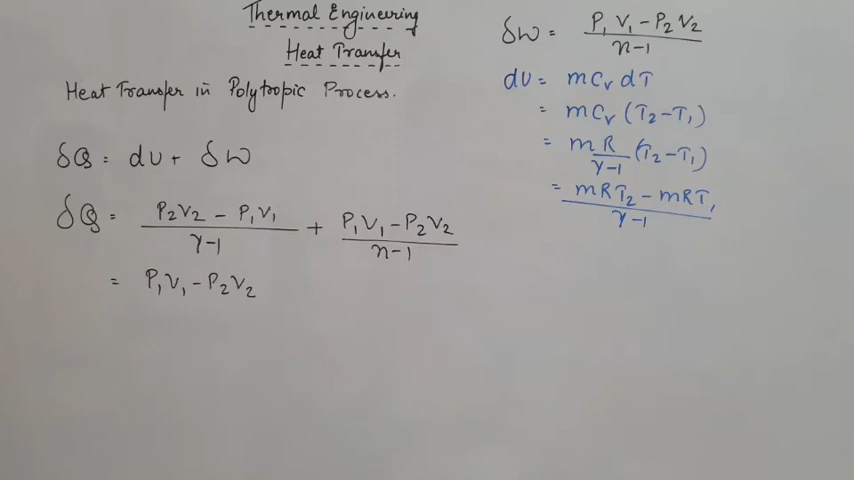 Thermal Engineering
Heat Transfer
Heat Transfer in Polytropic Process.
δQ = dU + δW
δQ = (P₂V₂ - P₁V₁)/(γ-1) + (P₁V₁ - P₂V₂)/(n-1)
= P₁V₁ - P₂V₂
δW = (P₁V₁ - P₂V₂)/(n-1)
dU = mCᵥ dT
= mCᵥ (T₂-T₁)
= m R/(γ-1) (T₂-T₁)
= (mRT₂ - mRT₁)/(γ-1)